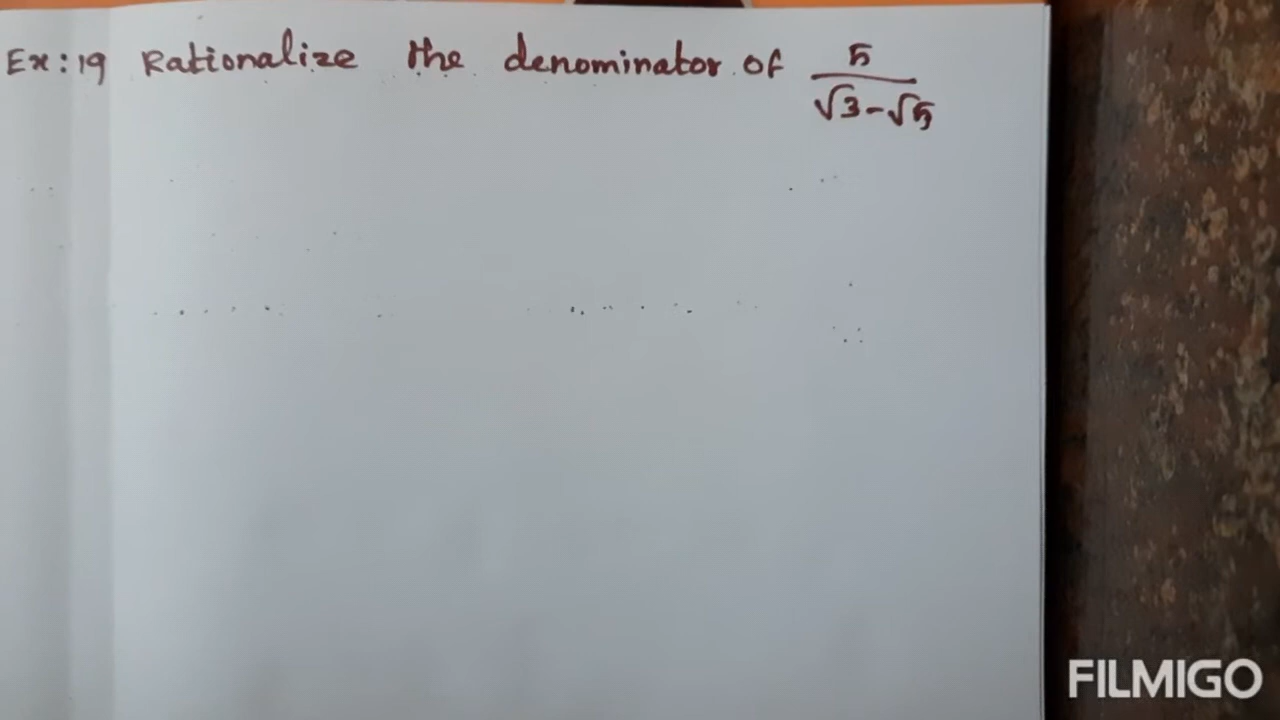 Ex: 19 Rationalize the denominator of 5/√3-√5
FILMIGO